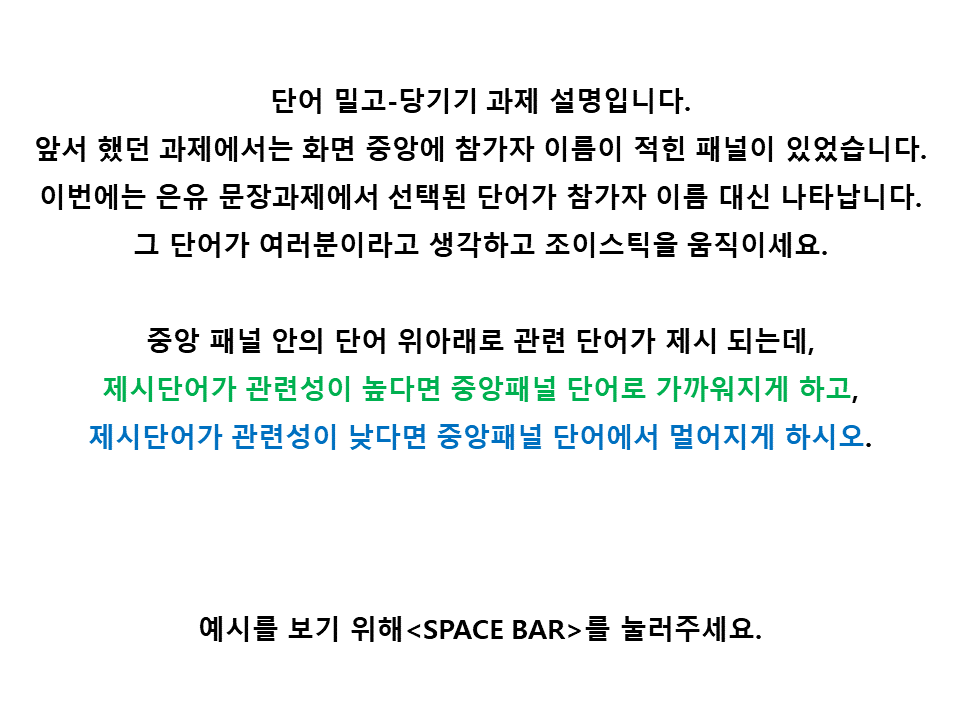 단어 밀고-당기기 과제 설명입니다.
앞서 했던 과제에서는 화면 중앙에 참가자 이름이 적힌 패널이 있었습니다.
이번에는 은유 문장과제에서 선택된 단어가 참가자 이름 대신 나타납니다.
그 단어가 여러분이라고 생각하고 조이스틱을 움직이세요.
중앙 패널 안의 단어 위아래로 관련 단어가 제시 되는데,
제시단어가 관련성이 높다면 중앙패널 단어로 가까워지게 하고,
제시단어가 관련성이 낮다면 중앙패널 단어에서 멀어지게 하시오.
예시를 보기 위해<SPACE BAR>를 눌러주세요.